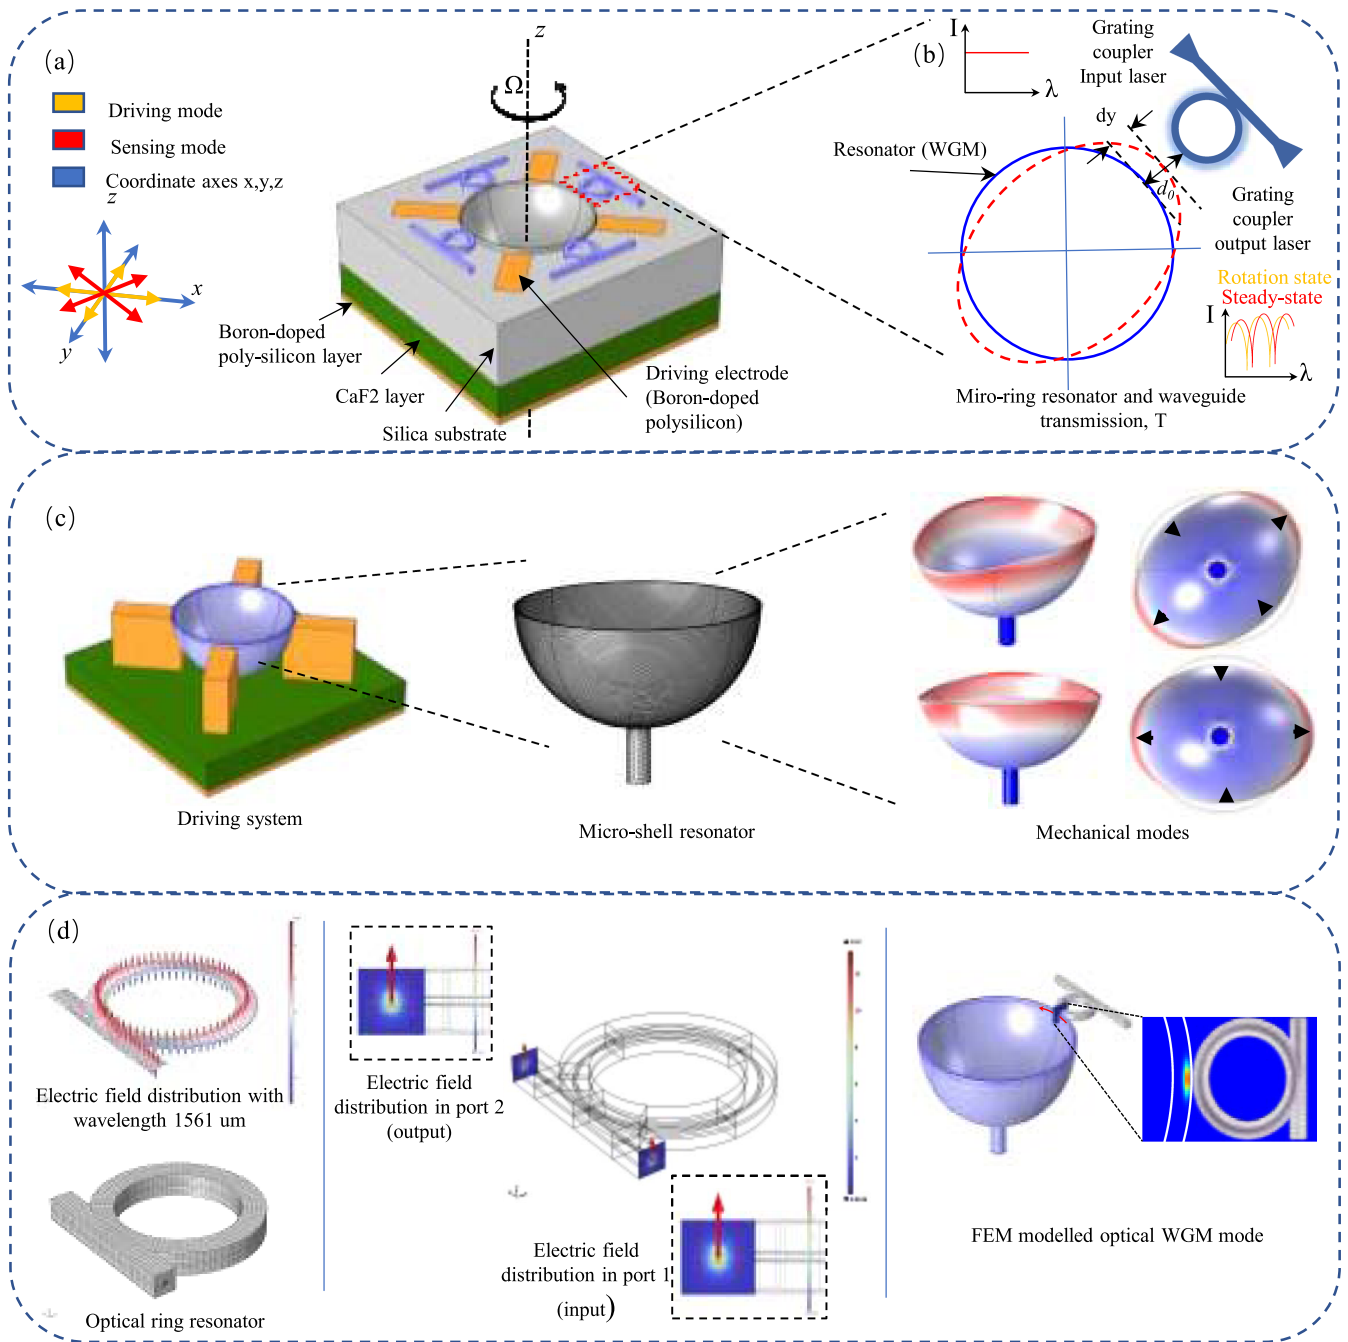 (a)
Driving mode
Sensing mode
Coordinate axes x,y,z
z
x
y
z
Ω
Boron-doped
poly-silicon layer
CaF2 layer
Silica substrate
Driving electrode
(Boron-doped
polysilicon)
(b)
I
λ
Grating
coupler
Input laser
dy
d0
Resonator (WGM)
Grating
coupler
output laser
Rotation state
Steady-state
I
λ
Miro-ring resonator and waveguide
transmission, T
(c)
Driving system
Micro-shell resonator
Mechanical modes
(d)
Electric field distribution with
wavelength 1561 um
Optical ring resonator
Electric field
distribution in port 2
(output)
Electric field
distribution in port 1
(input)
FEM modelled optical WGM mode